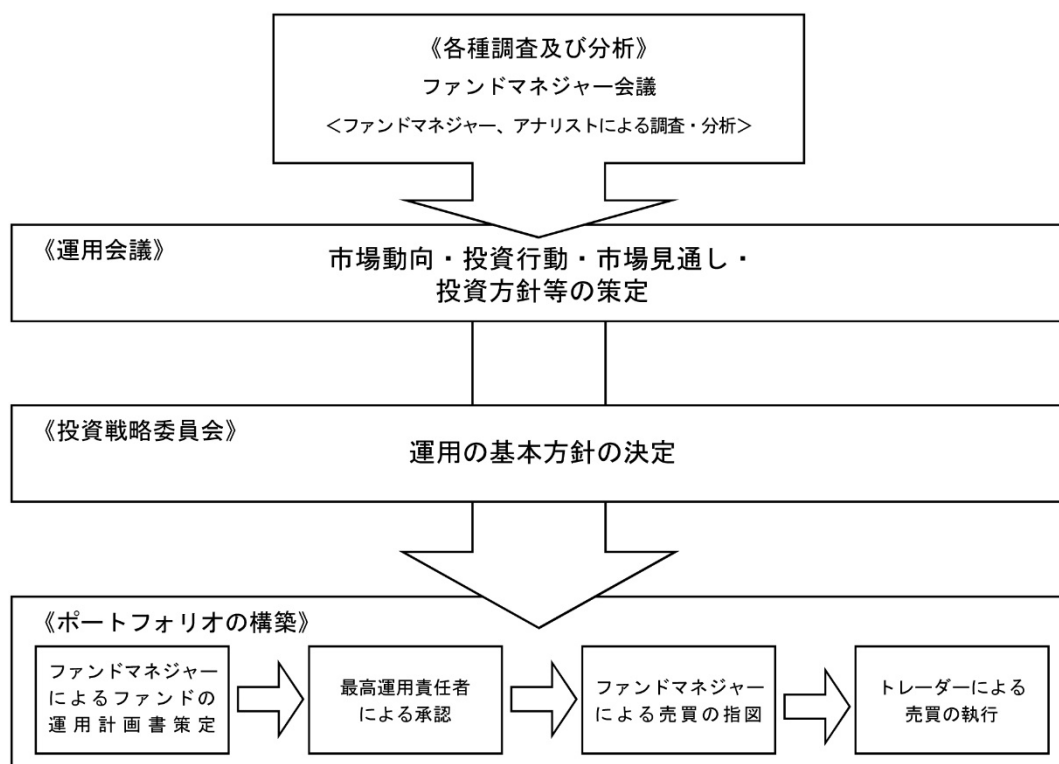 《各種調査及び分析》
ファンドマネジャー会議
＜ファンドマネジャー、アナリストによる調査・分析＞
《運用会議》
市場動向・投資行動・市場見通し・
投資方針等の策定
《投資戦略委員会》
運用の基本方針の決定
《ポートフォリオの構築》
ファンドマネジャー
によるファンドの
運用計画書策定
最高運用責任者
による承認
ファンドマネジャー
による売買の指図
トレーダーによる
売買の執行